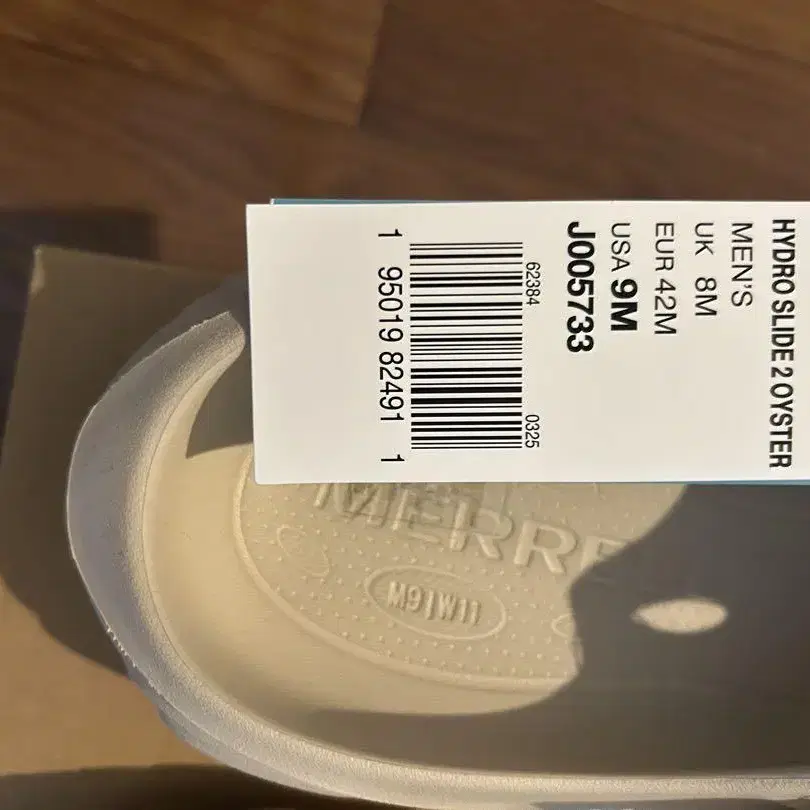 HYDRO SLIDE 2 OYSTER
MEN'S
UK 8M
EUR 42M
USA 9M
J005733
62384 0325
1 95019 82491 1
MERRE
M9|W11